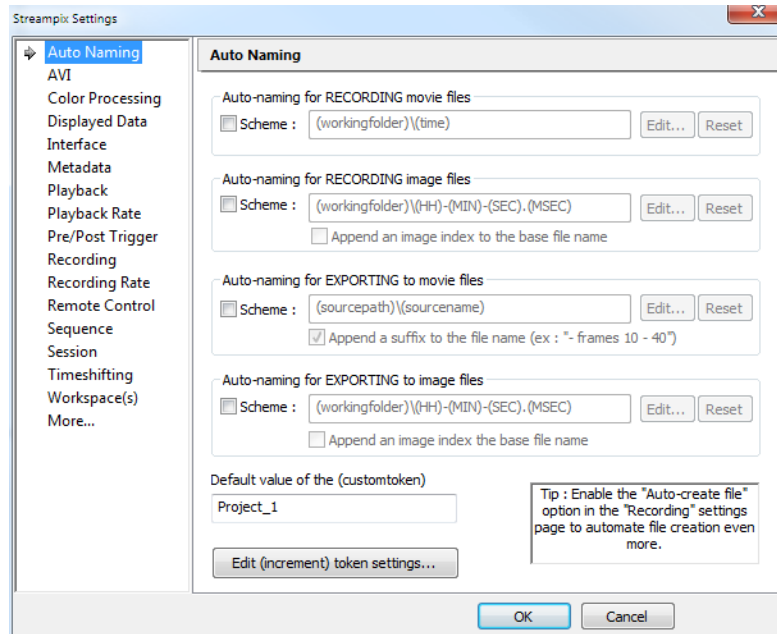 Streampix Settings
X
Auto Naming
AVI
Color Processing
Displayed Data
Interface
Metadata
Playback
Playback Rate
Pre/Post Trigger
Recording
Recording Rate
Remote Control
Sequence
Session
Timeshifting
Workspace(s)
More...
Auto Naming
Auto-naming for RECORDING movie files
Scheme : (workingfolder)\(time) Edit... Reset
Auto-naming for RECORDING image files
Scheme : (workingfolder)\(HH)-(MIN)-(SEC).(MSEC) Edit... Reset
Append an image index to the base file name
Auto-naming for EXPORTING to movie files
Scheme : (sourcepath)\(sourcename) Edit... Reset
Append a suffix to the file name (ex : "- frames 10 - 40")
Auto-naming for EXPORTING to image files
Scheme : (workingfolder)\(HH)-(MIN)-(SEC).(MSEC) Edit... Reset
Append an image index the base file name
Default value of the (customtoken)
Project_1
Edit (increment) token settings...
Tip : Enable the "Auto-create file"
option in the "Recording" settings
page to automate file creation even
more.
OK Cancel